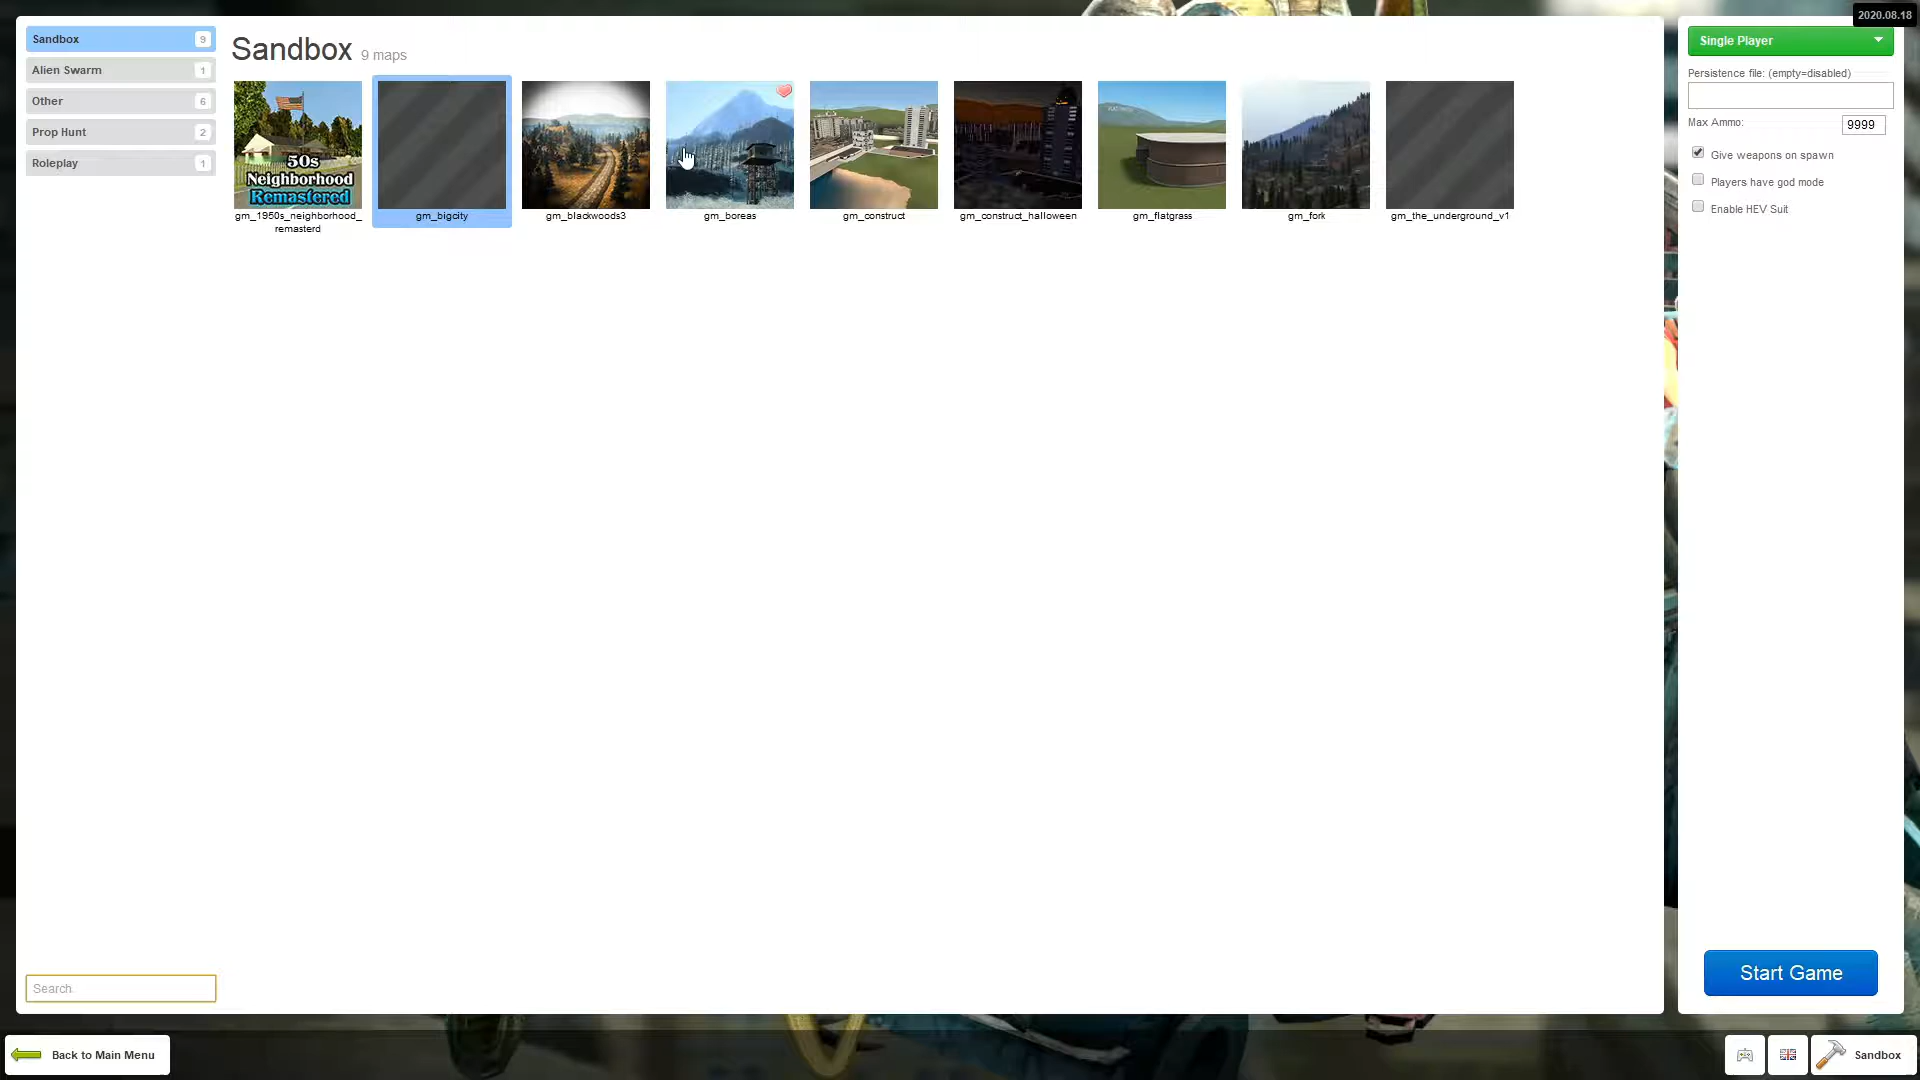 2020.08.18
Sandbox 9
Alien Swarm 1
Other 6
Prop Hunt 2
Roleplay 1
Sandbox 9 maps
50s
Neighborhood
Remastered
gm_1950s_neighborhood_
remasterd
gm_bigcity
gm_blackwoods3
gm_boreas
gm_construct
gm_construct_halloween
gm_flatgrass
gm_fork
gm_the_underground_v1
Single Player
Persistence file: (empty=disabled)
Max Ammo: 9999
Give weapons on spawn
Players have god mode
Enable HEV Suit
Start Game
Search.
Back to Main Menu
Sandbox